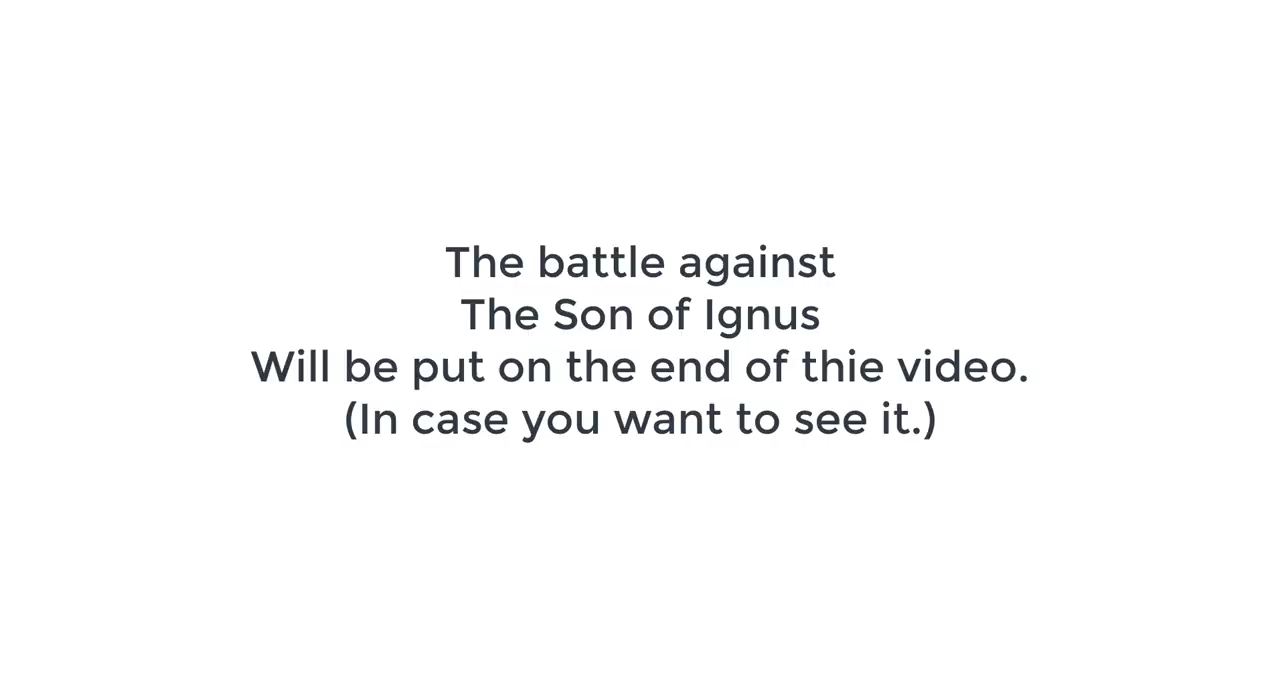 The battle against
The Son of Ignus
Will be put on the end of thie video.
(In case you want to see it.)